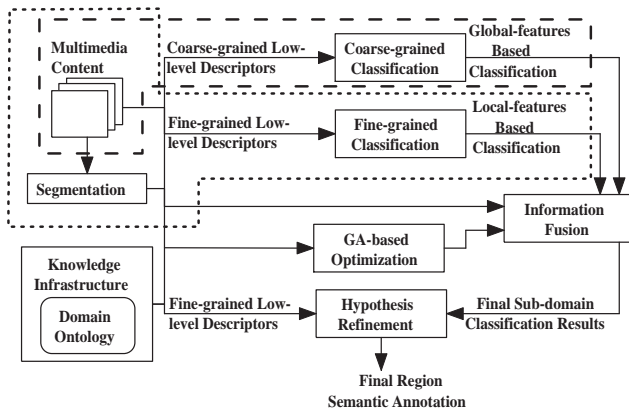 Multimedia
Content
Coarse-grained Low-
level Descriptors
Coarse-grained
Classification
Global-features
Based
Classification
Fine-grained Low-
level Descriptors
Fine-grained
Classification
Local-features
Based
Classification
Segmentation
Information
Fusion
GA-based
Optimization
Knowledge
Infrastructure
Domain
Ontology
Fine-grained Low-
level Descriptors
Hypothesis
Refinement
Final Sub-domain
Classification Results
Final Region
Semantic Annotation